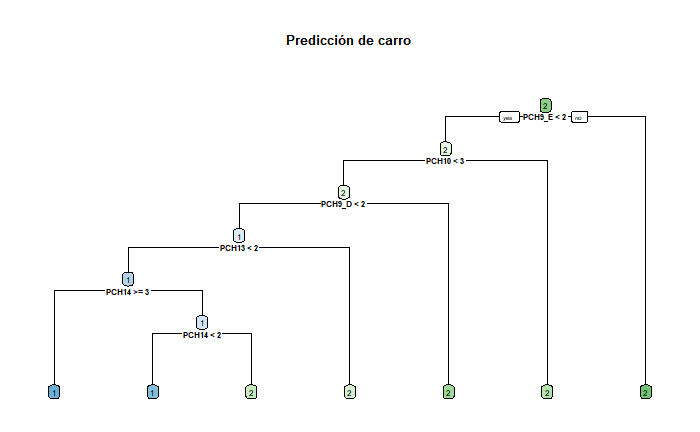 Predicción de carro
2
yes PCH9_E < 2 no
2
PCH10 < 3
2
PCH9_D < 2
1
PCH13 < 2
1
PCH14 >= 3
1
PCH14 < 2
1 1 2 2 2 2 2